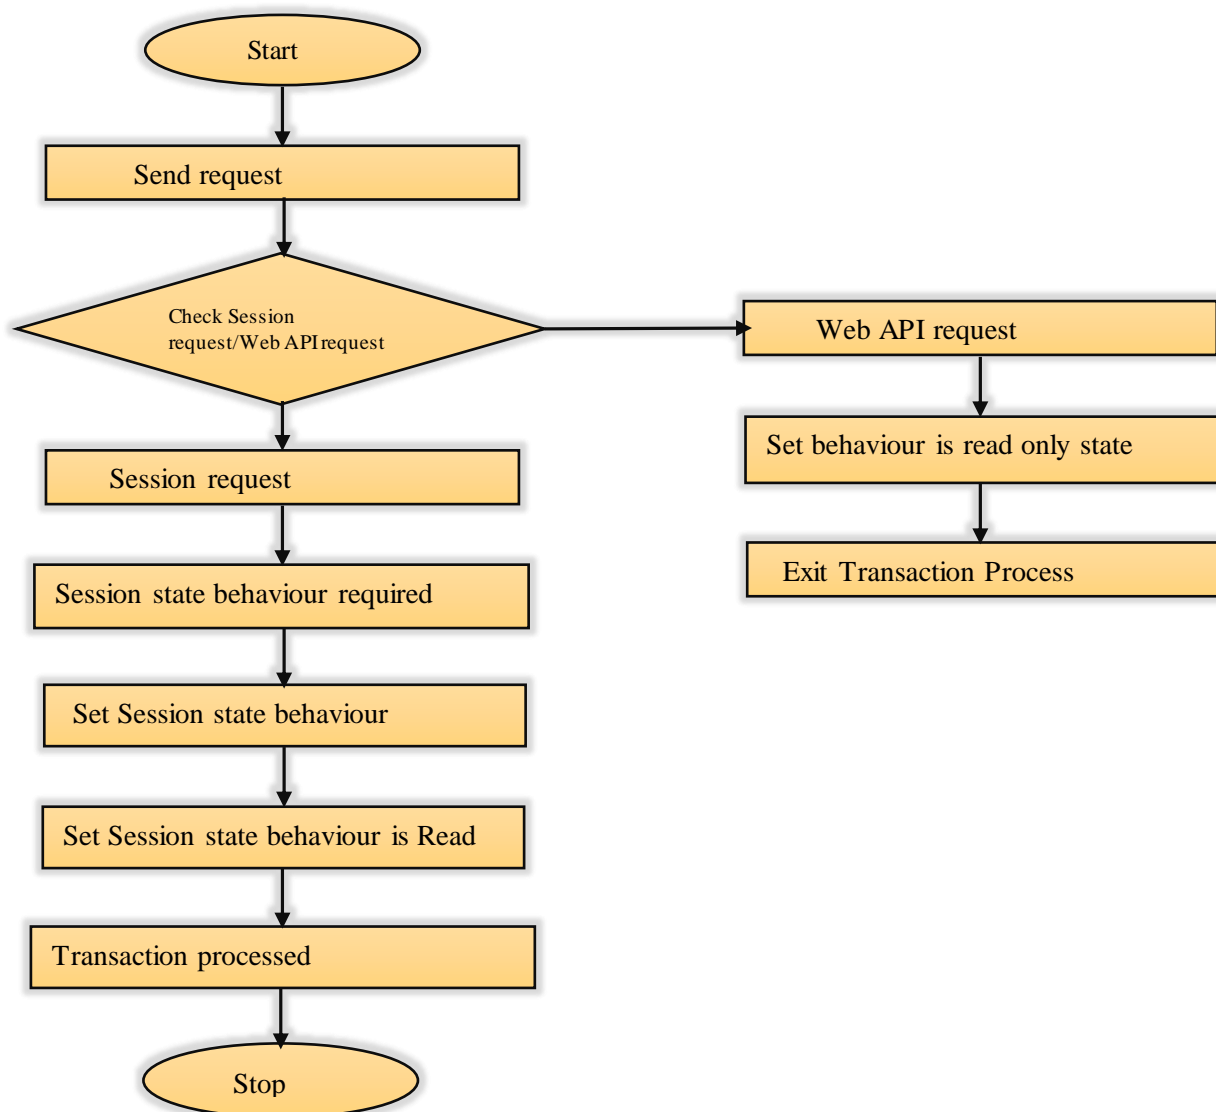 Start
Send request
Check Session
request/Web API request
Session request
Session state behaviour required
Set Session state behaviour
Set Session state behaviour is Read
Transaction processed
Stop
Web API request
Set behaviour is read only state
Exit Transaction Process